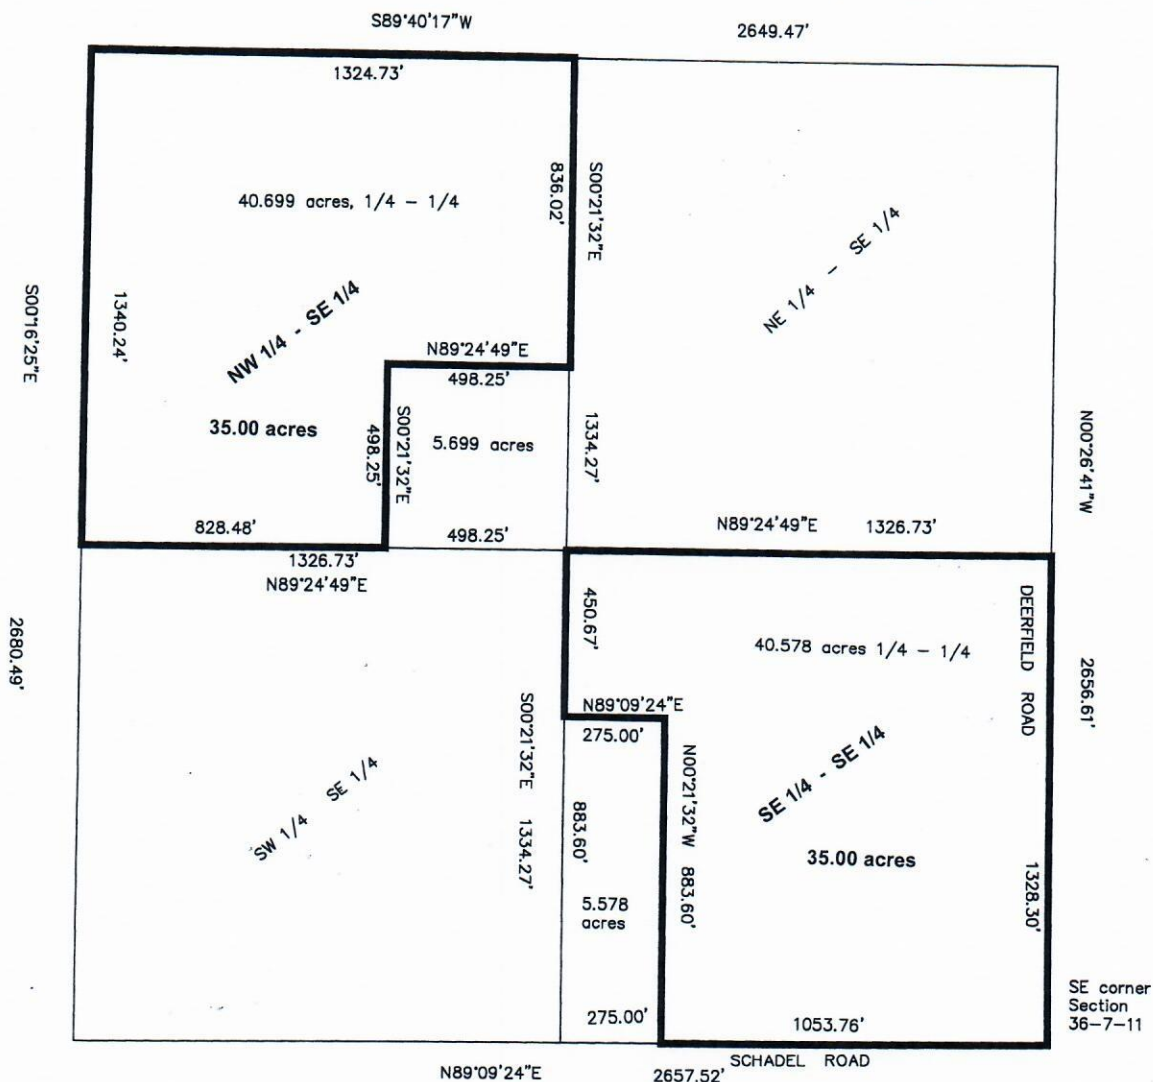 S89°40'17"W
2649.47'
1324.73'
40.699 acres, 1/4 - 1/4
836.02'
S00°21'32"E
NE 1/4 - SE 1/4
S00°16'25"E
1340.24'
NW 1/4 - SE 1/4
N89°24'49"E
498.25'
35.00 acres
498.25'
S00°21'32"E
5.699 acres
1334.27'
N00°26'41"W
828.48'
498.25'
N89°24'49"E 1326.73'
1326.73'
N89°24'49"E
2680.49'
450.67'
40.578 acres 1/4 - 1/4
DEERFIELD ROAD
2656.61'
N89°09'24"E
275.00'
S00°21'32"E 1334.27'
N00°21'32"W 883.60'
SE 1/4 - SE 1/4
SW 1/4 SE 1/4
883.60'
35.00 acres
1328.30'
5.578
acres
275.00'
1053.76'
SE corner
Section
36-7-11
SCHADEL ROAD
N89°09'24"E
2657.52'